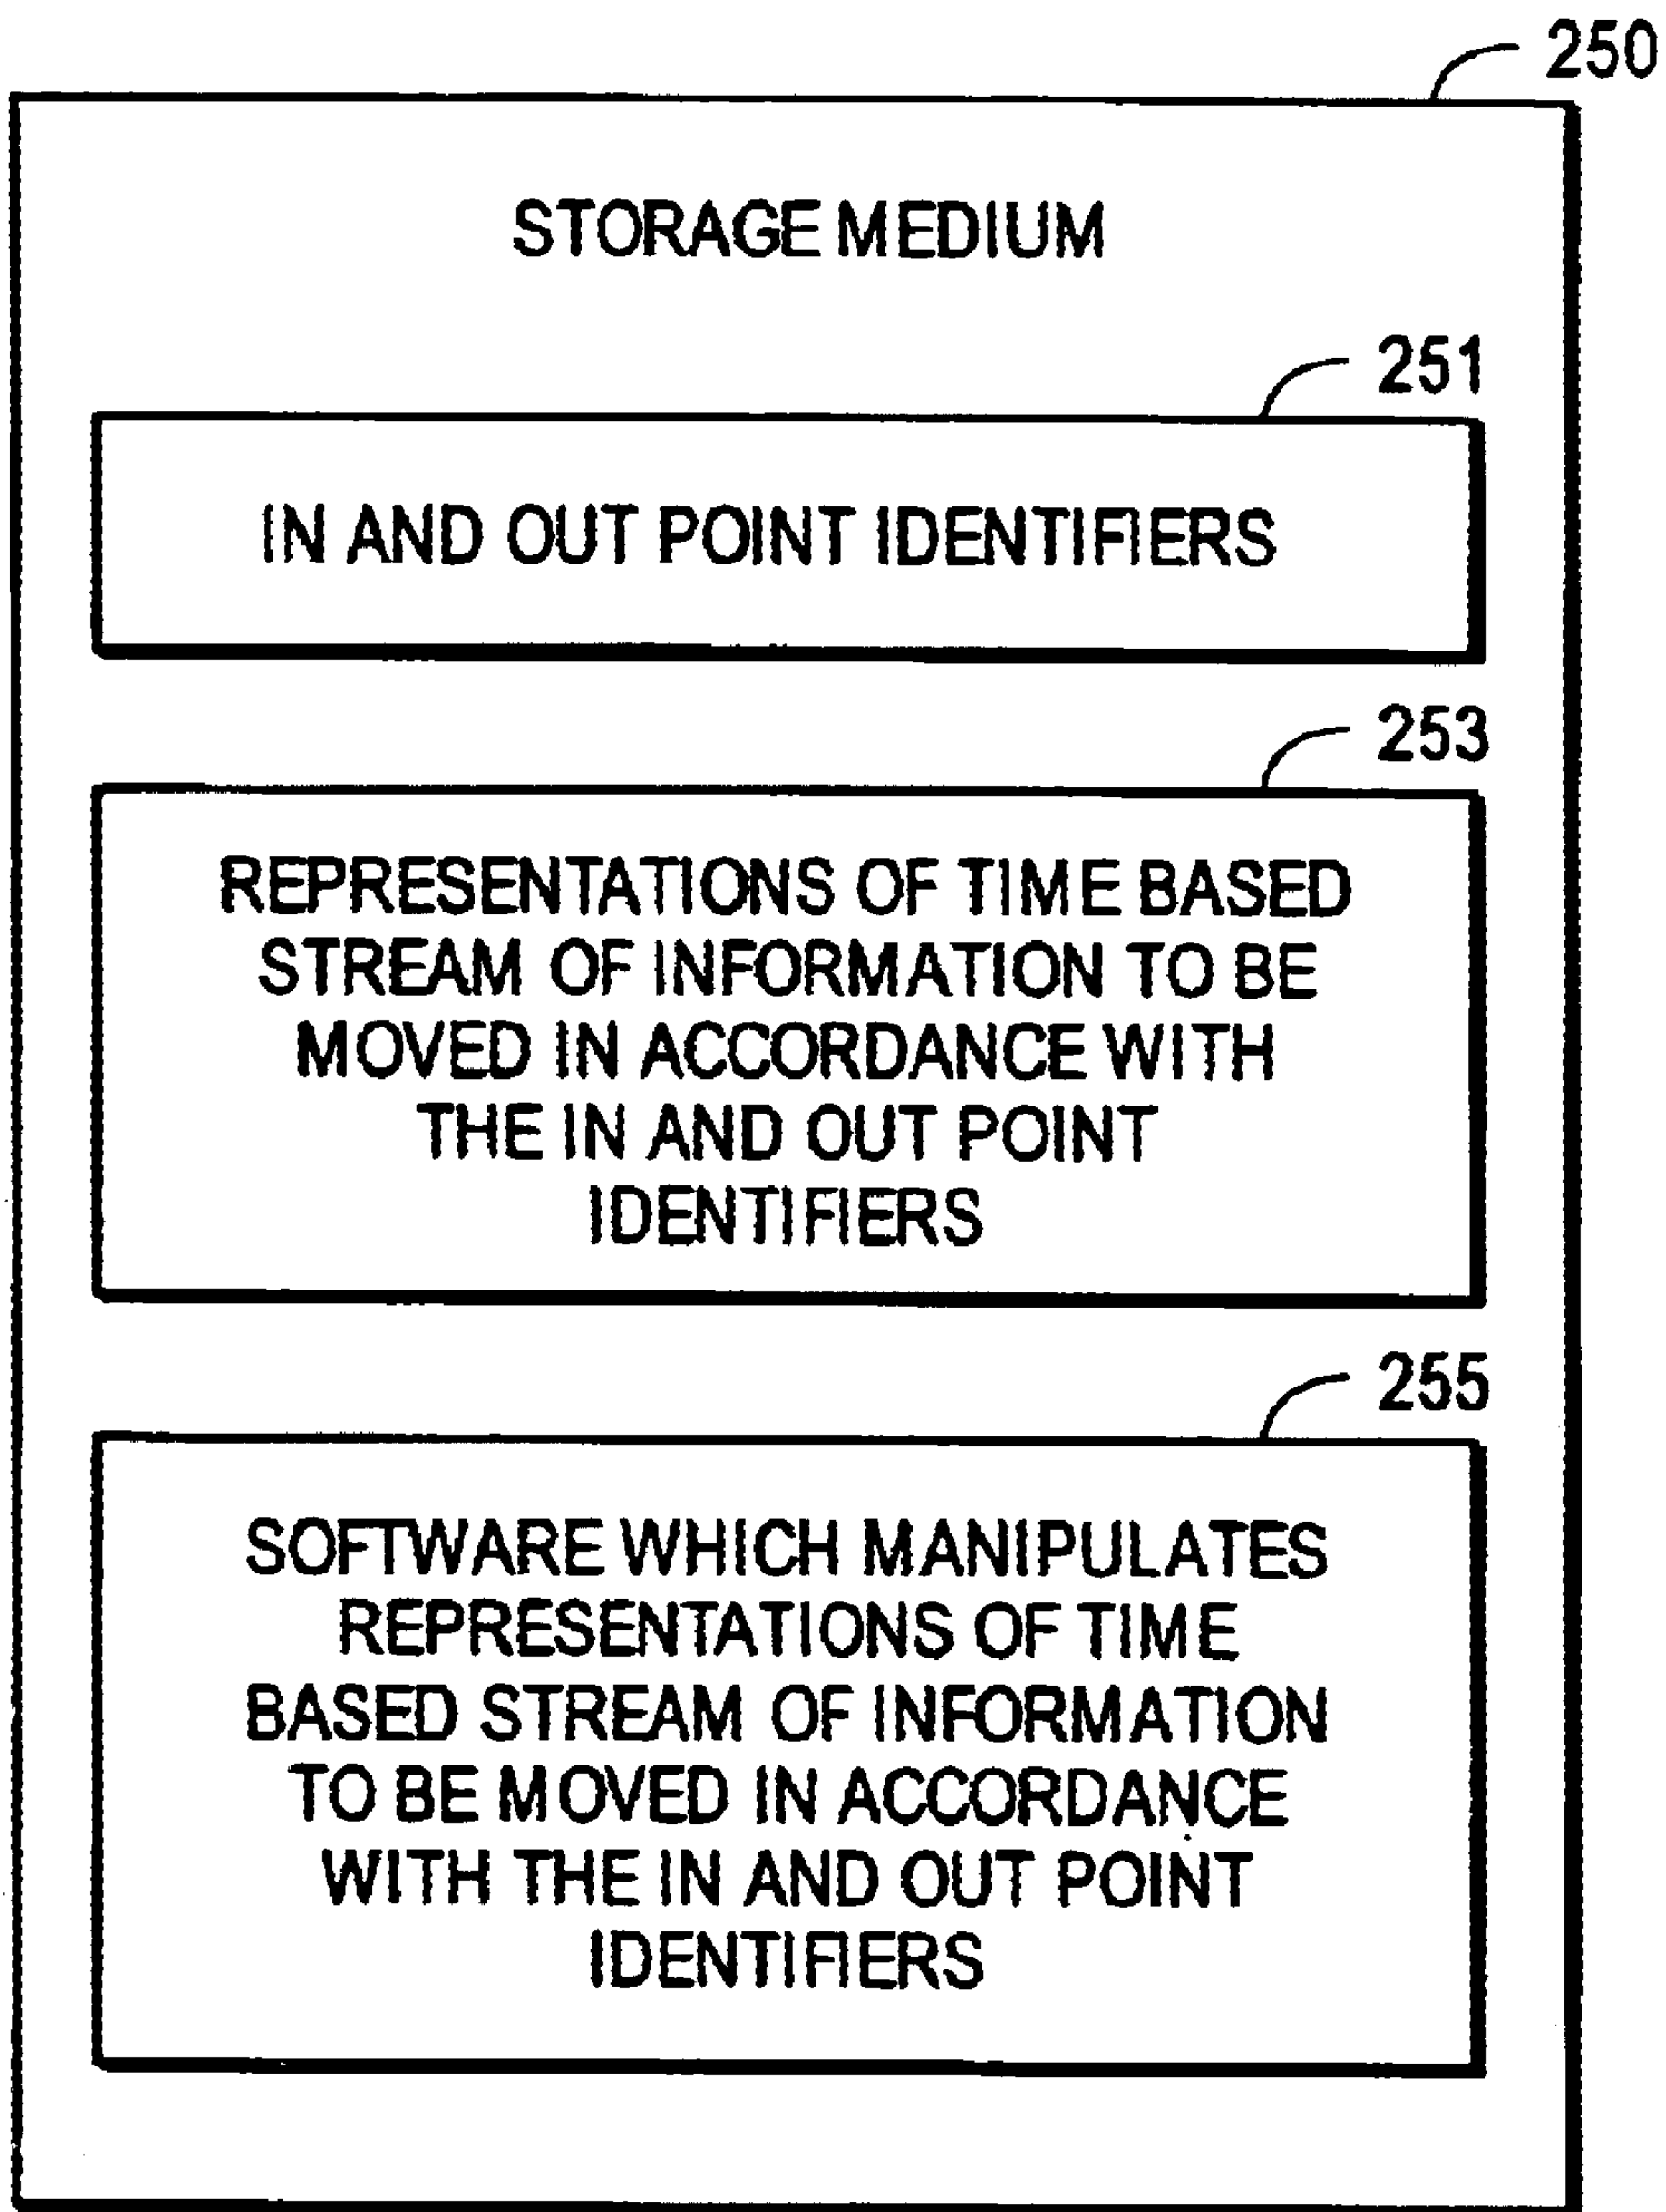 250
STORAGE MEDIUM
251
IN AND OUT POINT IDENTIFIERS
253
REPRESENTATIONS OF TIME BASED
STREAM OF INFORMATION TO BE
MOVED IN ACCORDANCE WITH
THE IN AND OUT POINT
IDENTIFIERS
255
SOFTWARE WHICH MANIPULATES
REPRESENTATIONS OF TIME
BASED STREAM OF INFORMATION
TO BE MOVED IN ACCORDANCE
WITH THE IN AND OUT POINT
IDENTIFIERS